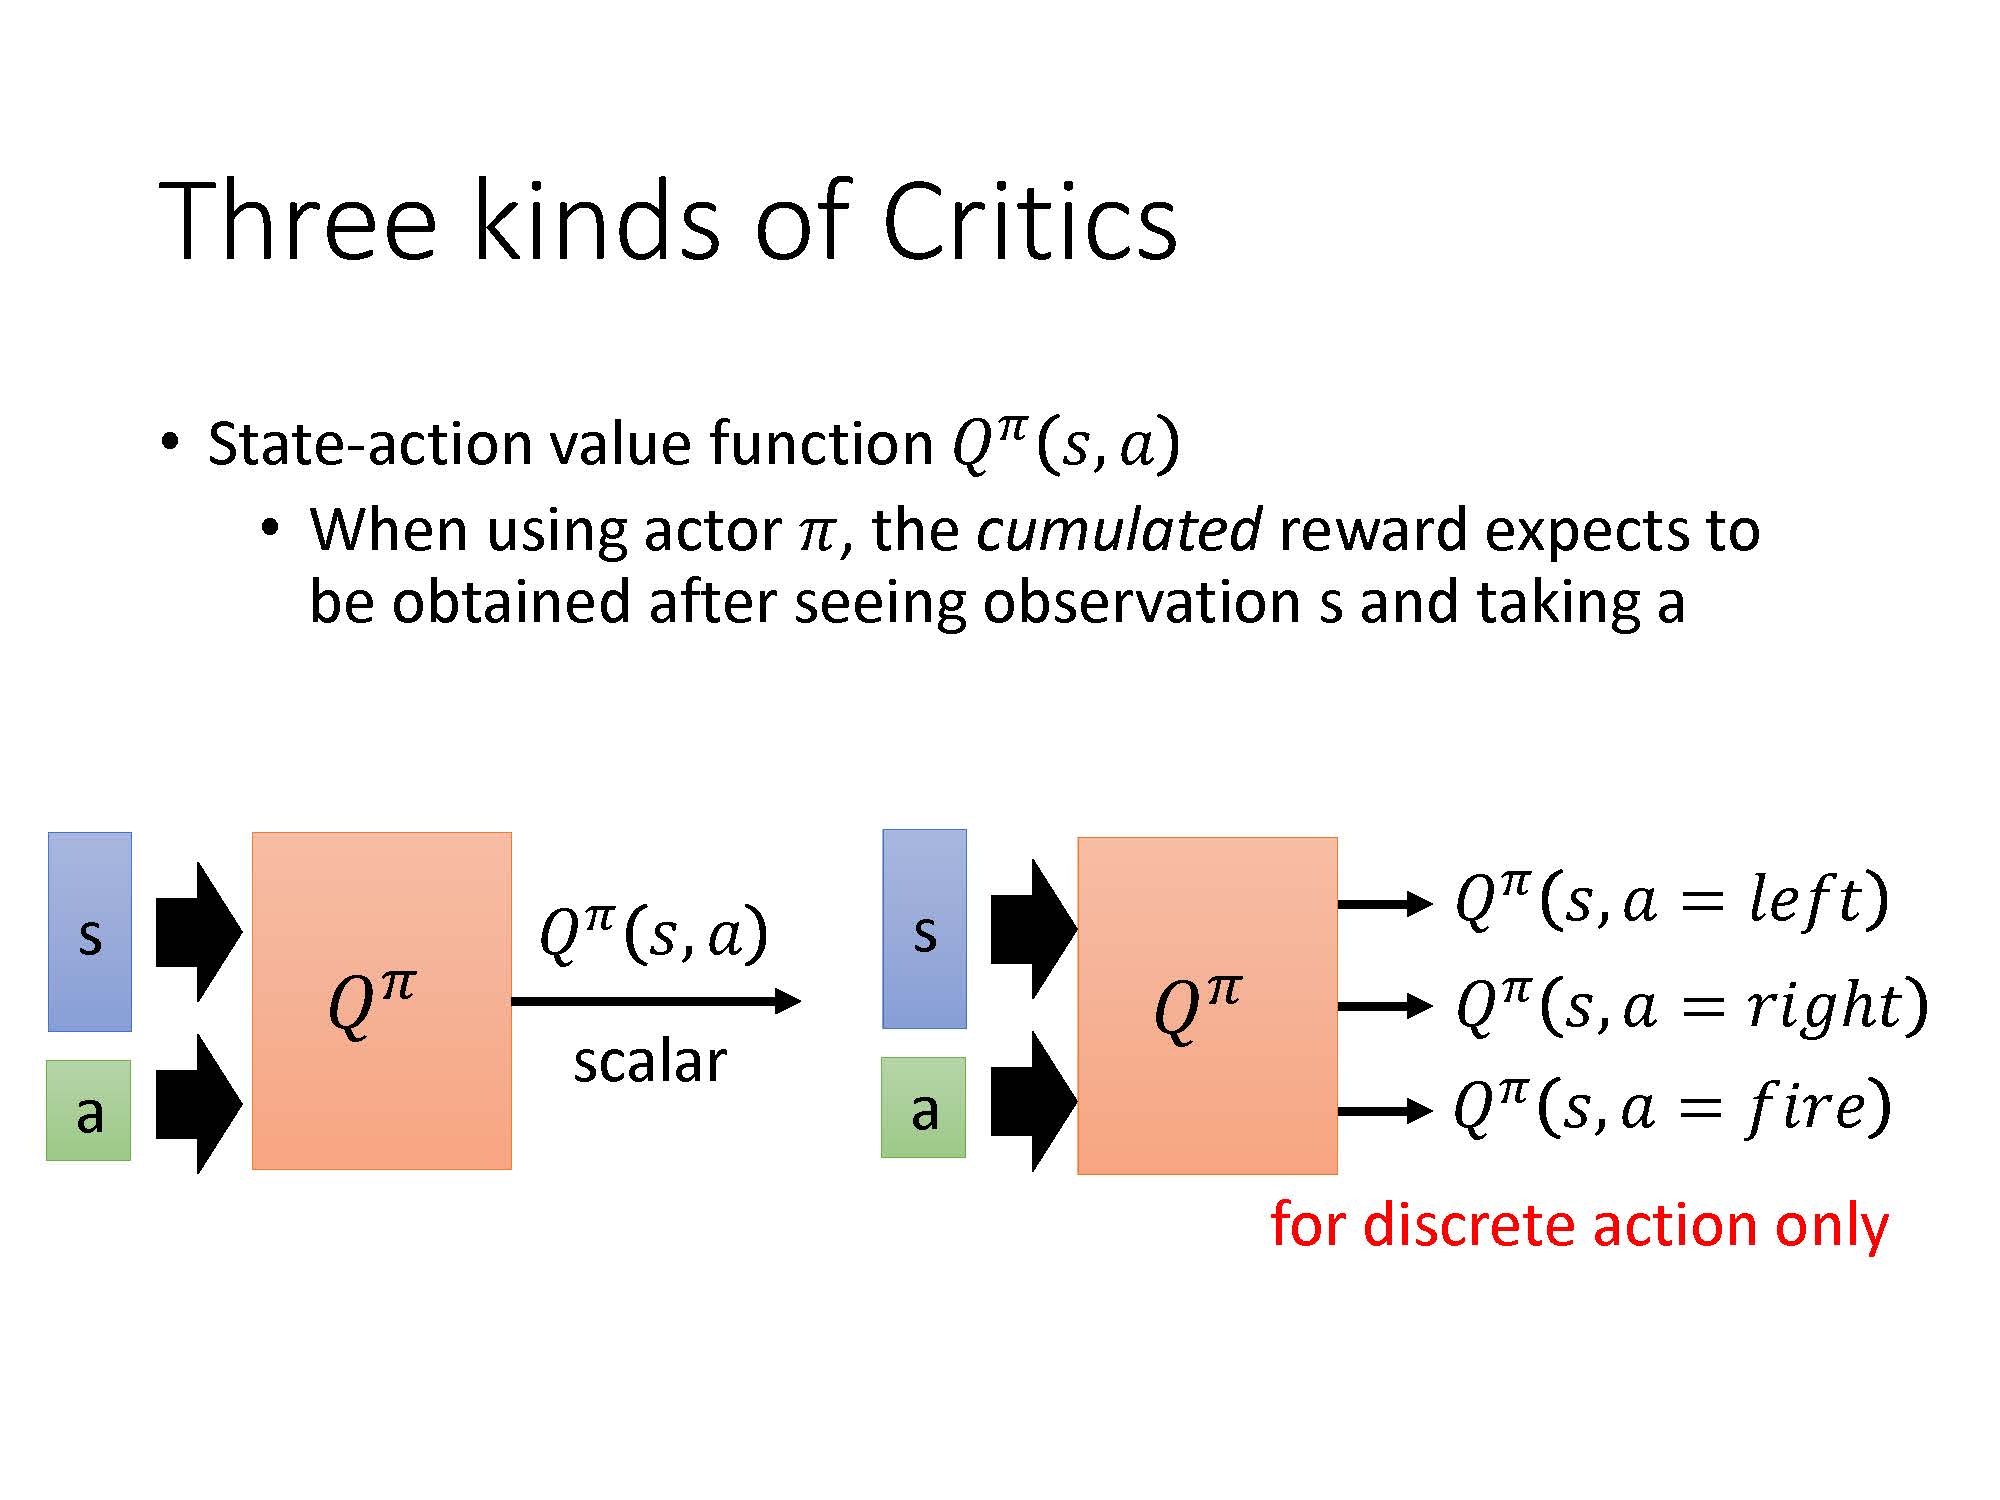 Three kinds of Critics
• State-action value function $Q^{\pi}(s, a)$
• When using actor $\pi$, the cumulated reward expects to
be obtained after seeing observation s and taking a
s
a
$Q^{\pi}$
$Q^{\pi}(s, a)$
scalar
s
a
$Q^{\pi}$
$Q^{\pi}(s, a = left)$
$Q^{\pi}(s, a = right)$
$Q^{\pi}(s, a = fire)$
for discrete action only